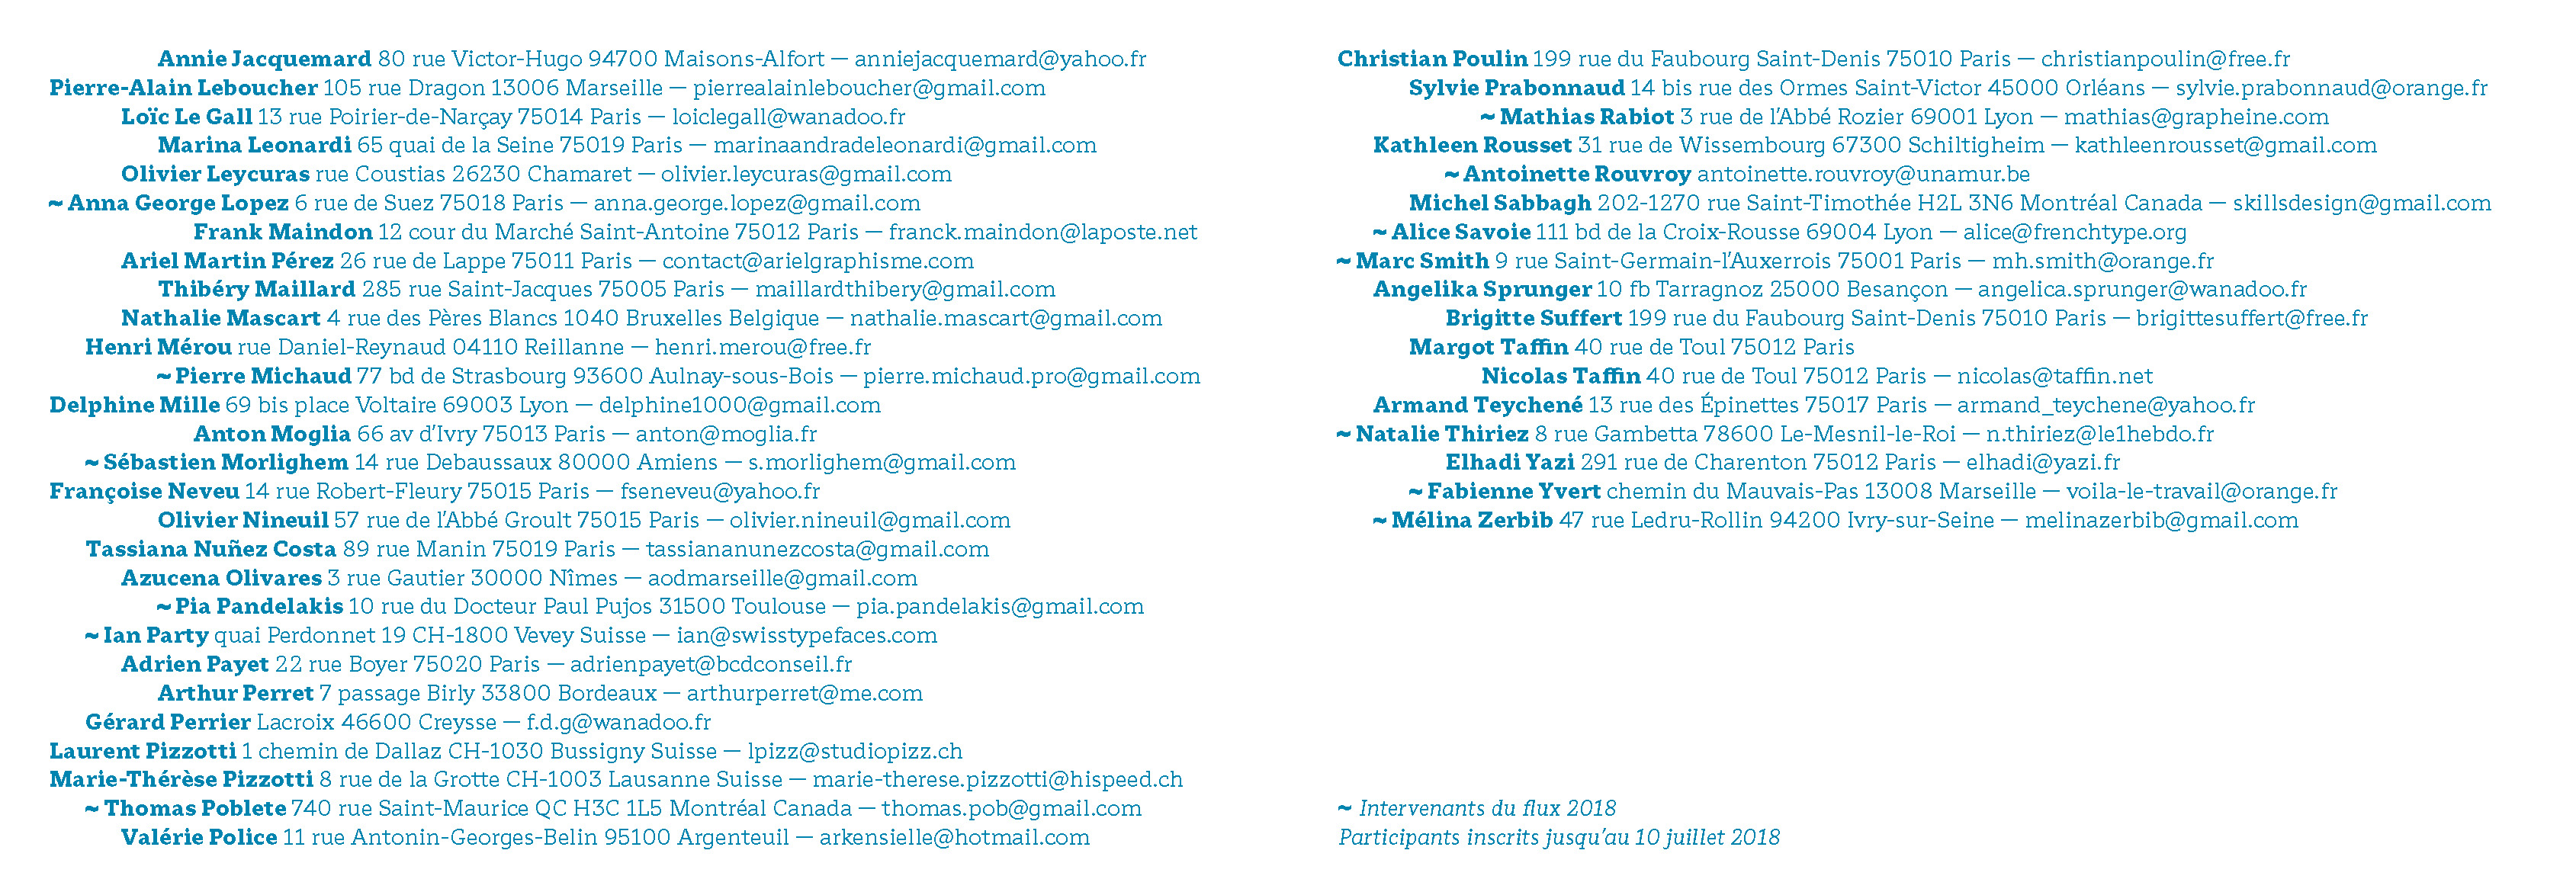 Annie Jacquemard 80 rue Victor-Hugo 94700 Maisons-Alfort — anniejacquemard@yahoo.fr
Pierre-Alain Leboucher 105 rue Dragon 13006 Marseille — pierrealainleboucher@gmail.com
Loïc Le Gall 13 rue Poirier-de-Narçay 75014 Paris — loiclegall@wanadoo.fr
Marina Leonardi 65 quai de la Seine 75019 Paris — marinaandradeleonardi@gmail.com
Olivier Leycuras rue Coustias 26230 Chamaret — olivier.leycuras@gmail.com
~ Anna George Lopez 6 rue de Suez 75018 Paris — anna.george.lopez@gmail.com
Frank Maindon 12 cour du Marché Saint-Antoine 75012 Paris — franck.maindon@laposte.net
Ariel Martin Pérez 26 rue de Lappe 75011 Paris — contact@arielgraphisme.com
Thibéry Maillard 285 rue Saint-Jacques 75005 Paris — maillardthibery@gmail.com
Nathalie Mascart 4 rue des Pères Blancs 1040 Bruxelles Belgique — nathalie.mascart@gmail.com
Henri Mérou rue Daniel-Reynaud 04110 Reillanne — henri.merou@free.fr
~ Pierre Michaud 77 bd de Strasbourg 93600 Aulnay-sous-Bois — pierre.michaud.pro@gmail.com
Delphine Mille 69 bis place Voltaire 69003 Lyon — delphine1000@gmail.com
Anton Moglia 66 av d'Ivry 75013 Paris — anton@moglia.fr
~ Sébastien Morlighem 14 rue Debaussaux 80000 Amiens — s.morlighem@gmail.com
Françoise Neveu 14 rue Robert-Fleury 75015 Paris — fseneveu@yahoo.fr
Olivier Nineuil 57 rue de l'Abbé Groult 75015 Paris — olivier.nineuil@gmail.com
Tassiana Nuñez Costa 89 rue Manin 75019 Paris — tassiananunezcosta@gmail.com
Azucena Olivares 3 rue Gautier 30000 Nîmes — aodmarseille@gmail.com
~ Pia Pandelakis 10 rue du Docteur Paul Pujos 31500 Toulouse — pia.pandelakis@gmail.com
~ Ian Party quai Perdonnet 19 CH-1800 Vevey Suisse — ian@swisstypefaces.com
Adrien Payet 22 rue Boyer 75020 Paris — adrienpayet@bcdconseil.fr
Arthur Perret 7 passage Birly 33800 Bordeaux — arthurperret@me.com
Gérard Perrier Lacroix 46600 Creysse — f.d.g@wanadoo.fr
Laurent Pizzotti 1 chemin de Dallaz CH-1030 Bussigny Suisse — lpizz@studiopizz.ch
Marie-Thérèse Pizzotti 8 rue de la Grotte CH-1003 Lausanne Suisse — marie-therese.pizzotti@hispeed.ch
~ Thomas Poblete 740 rue Saint-Maurice QC H3C 1L5 Montréal Canada — thomas.pob@gmail.com
Valérie Police 11 rue Antonin-Georges-Belin 95100 Argenteuil — arkensielle@hotmail.com
Christian Poulin 199 rue du Faubourg Saint-Denis 75010 Paris — christianpoulin@free.fr
Sylvie Prabonnaud 14 bis rue des Ormes Saint-Victor 45000 Orléans — sylvie.prabonnaud@orange.fr
~ Mathias Rabiot 3 rue de l'Abbé Rozier 69001 Lyon — mathias@grapheine.com
Kathleen Rousset 31 rue de Wissembourg 67300 Schiltigheim — kathleenrousset@gmail.com
~ Antoinette Rouvroy antoinette.rouvroy@unamur.be
Michel Sabbagh 202-1270 rue Saint-Timothée H2L 3N6 Montréal Canada — skillsdesign@gmail.com
~ Alice Savoie 111 bd de la Croix-Rousse 69004 Lyon — alice@frenchtype.org
~ Marc Smith 9 rue Saint-Germain-l'Auxerrois 75001 Paris — mh.smith@orange.fr
Angelika Sprunger 10 fb Tarragnoz 25000 Besançon — angelica.sprunger@wanadoo.fr
Brigitte Suffert 199 rue du Faubourg Saint-Denis 75010 Paris — brigittesuffert@free.fr
Margot Taffin 40 rue de Toul 75012 Paris
Nicolas Taffin 40 rue de Toul 75012 Paris — nicolas@taffin.net
Armand Teychené 13 rue des Épinettes 75017 Paris — armand_teychene@yahoo.fr
~ Natalie Thiriez 8 rue Gambetta 78600 Le-Mesnil-le-Roi — n.thiriez@le1hebdo.fr
Elhadi Yazi 291 rue de Charenton 75012 Paris — elhadi@yazi.fr
~ Fabienne Yvert chemin du Mauvais-Pas 13008 Marseille — voila-le-travail@orange.fr
~ Mélina Zerbib 47 rue Ledru-Rollin 94200 Ivry-sur-Seine — melinazerbib@gmail.com
~ Intervenants du flux 2018
Participants inscrits jusqu'au 10 juillet 2018